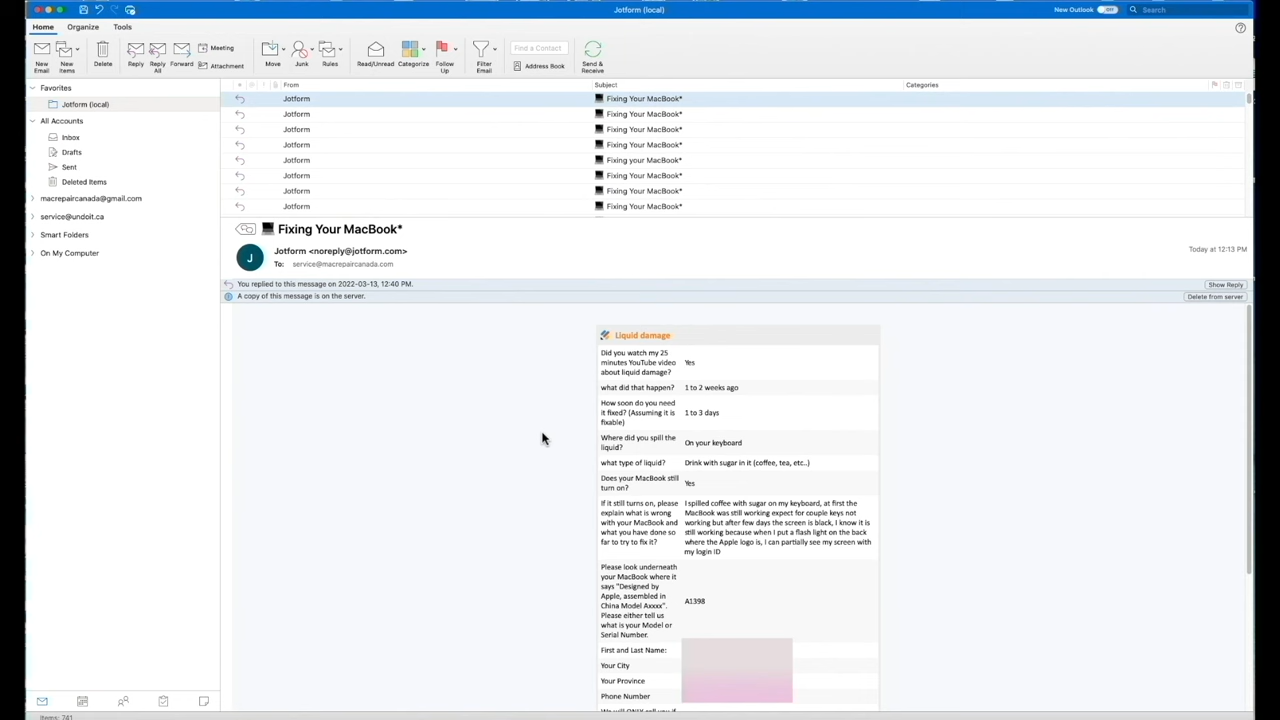 Jotform (local)
New Outlook
Search
Home
Organize
Tools
New Email
New Items
Delete
Reply
Reply All
Forward
Meeting
Attachment
Move
Junk
Rules
Read/Unread
Categorize
Follow Up
Filter Email
Find a Contact
Address Book
Send & Receive
Favorites
Jotform (local)
All Accounts
Inbox
Drafts
Sent
Deleted Items
macrepaircanada@gmail.com
service@undoit.ca
Smart Folders
On My Computer
From
Subject
Categories
Jotform Fixing Your MacBook*
Jotform Fixing Your MacBook*
Jotform Fixing Your MacBook*
Jotform Fixing Your MacBook*
Jotform Fixing your MacBook*
Jotform Fixing Your MacBook*
Jotform Fixing Your MacBook*
Jotform Fixing Your MacBook*
Fixing Your MacBook*
J
Jotform <noreply@jotform.com>
To: service@macrepaircanada.com
Today at 12:13 PM
You replied to this message on 2022-03-13, 12:40 PM.
Show Reply
A copy of this message is on the server.
Delete from server
Liquid damage
Did you watch my 25
minutes YouTube video
about liquid damage?
Yes
what did that happen?
1 to 2 weeks ago
How soon do you need
it fixed? (Assuming it is
fixable)
1 to 3 days
Where did you spill the
liquid?
On your keyboard
what type of liquid?
Drink with sugar in it (coffee, tea, etc..)
Does your MacBook still
turn on?
Yes
If it still turns on, please
explain what is wrong
with your MacBook and
what you have done so
far to try to fix it?
I spilled coffee with sugar on my keyboard, at first the
MacBook was still working expect for couple keys not
working but after few days the screen is black, I know it is
still working because when I put a flash light on the back
where the Apple logo is, I can partially see my screen with
my login ID
Please look underneath
your MacBook where it
says "Designed by
Apple, assembled in
China Model Axxxx".
Please either tell us
what is your Model or
Serial Number.
A1398
First and Last Name:
Your City
Your Province
Phone Number
We will ONLY call you if
Items: 741